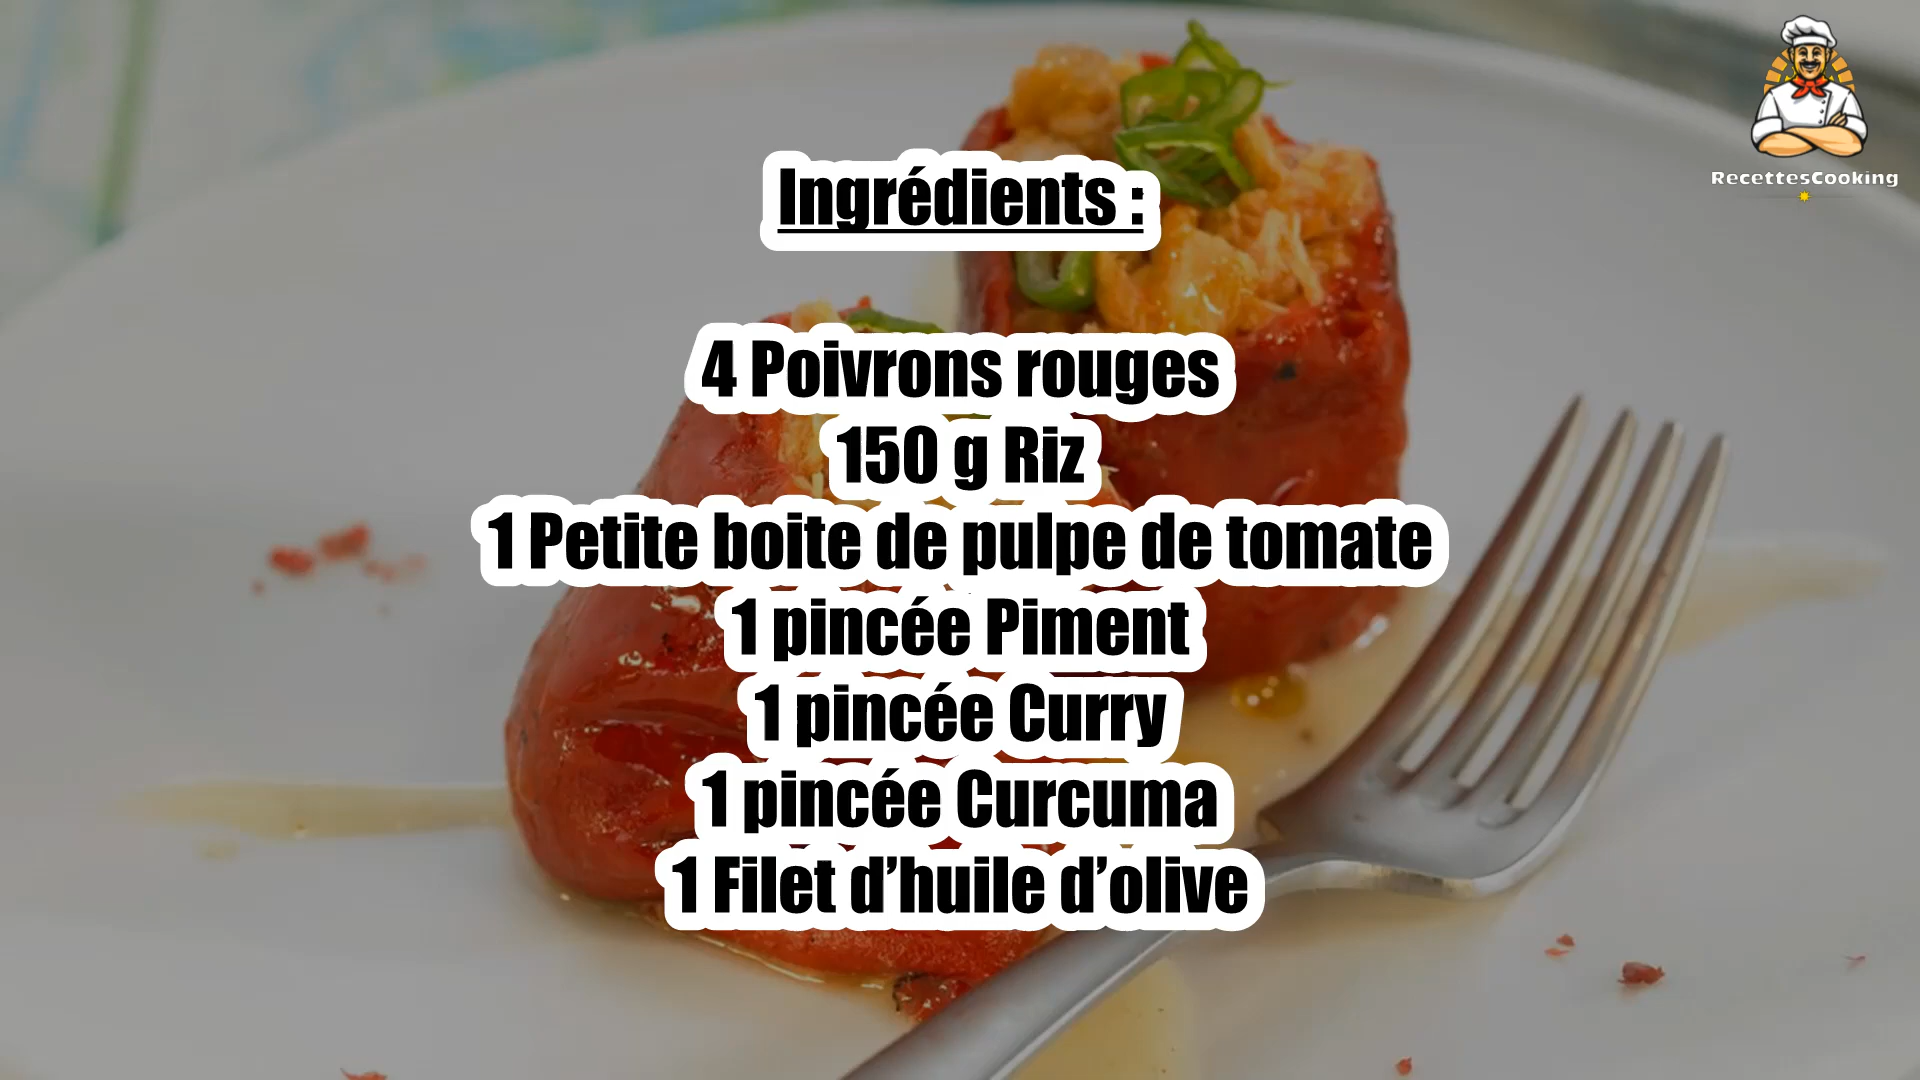 RecettesCooking
Ingrédients :
4 Poivrons rouges
150 g Riz
1 Petite boite de pulpe de tomate
1 pincée Piment
1 pincée Curry
1 pincée Curcuma
1 Filet d’huile d’olive